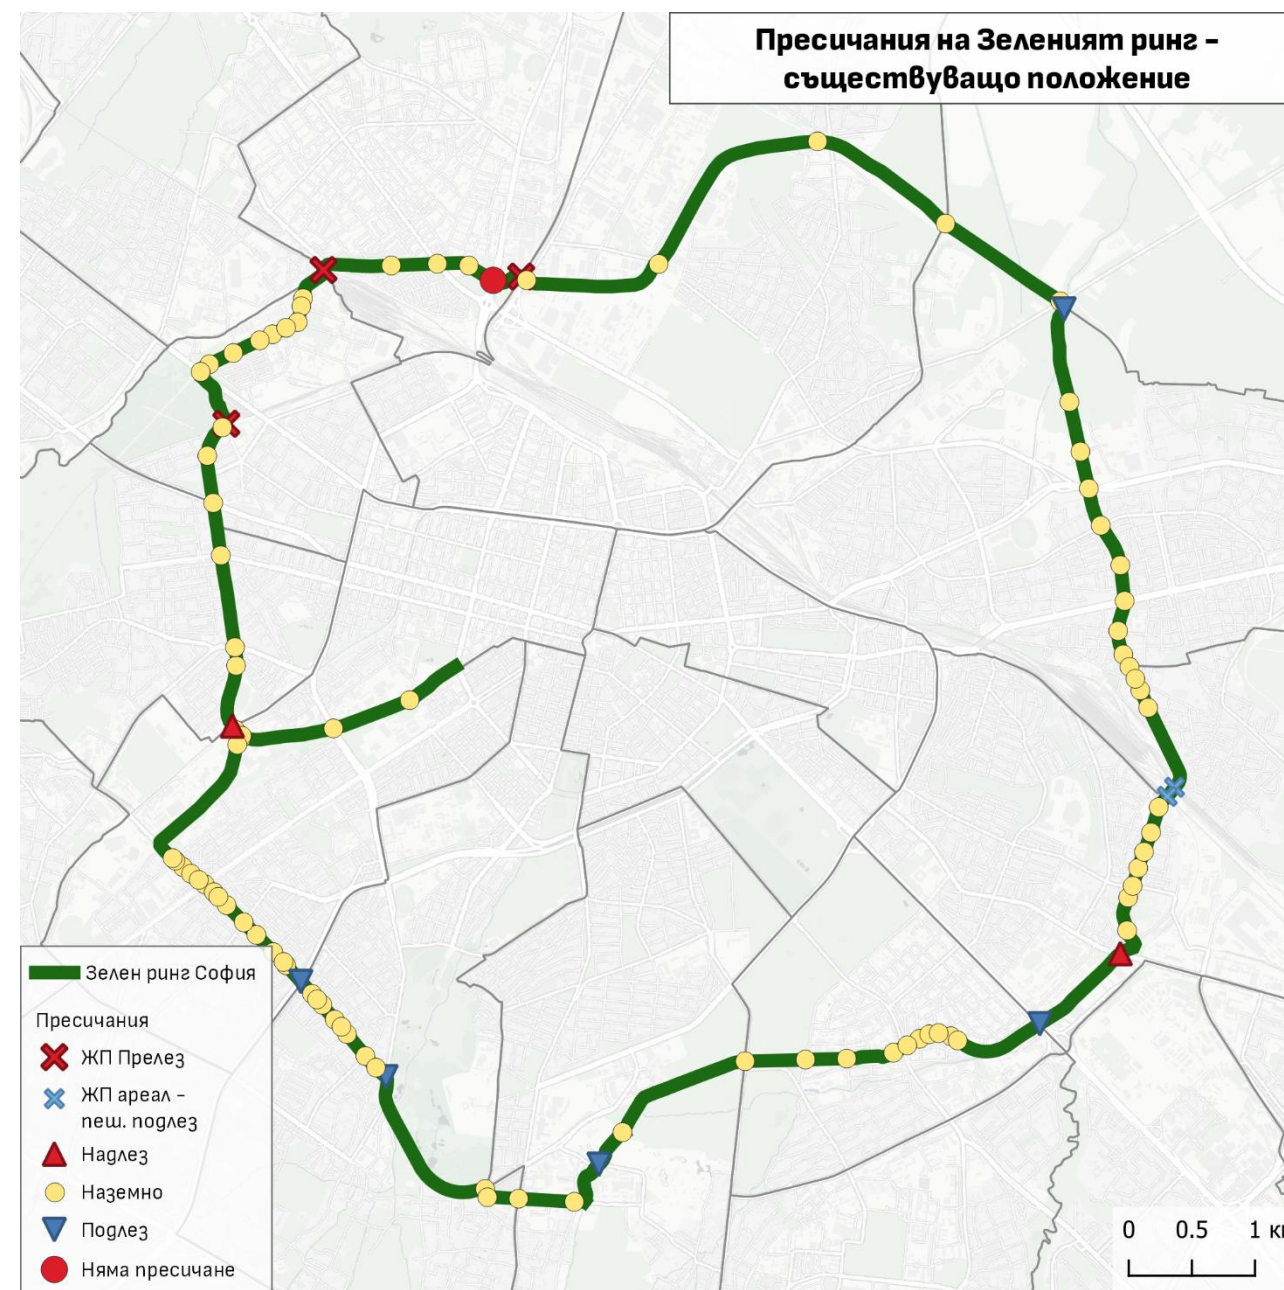 Пресичания на Зеленият ринг -
съществуващо положение
Зелен ринг София
Пресичания
ЖП Прелез
ЖП ареал -
пеш. подлез
Надлез
Наземно
Подлез
Няма пресичане
0 0.5 1